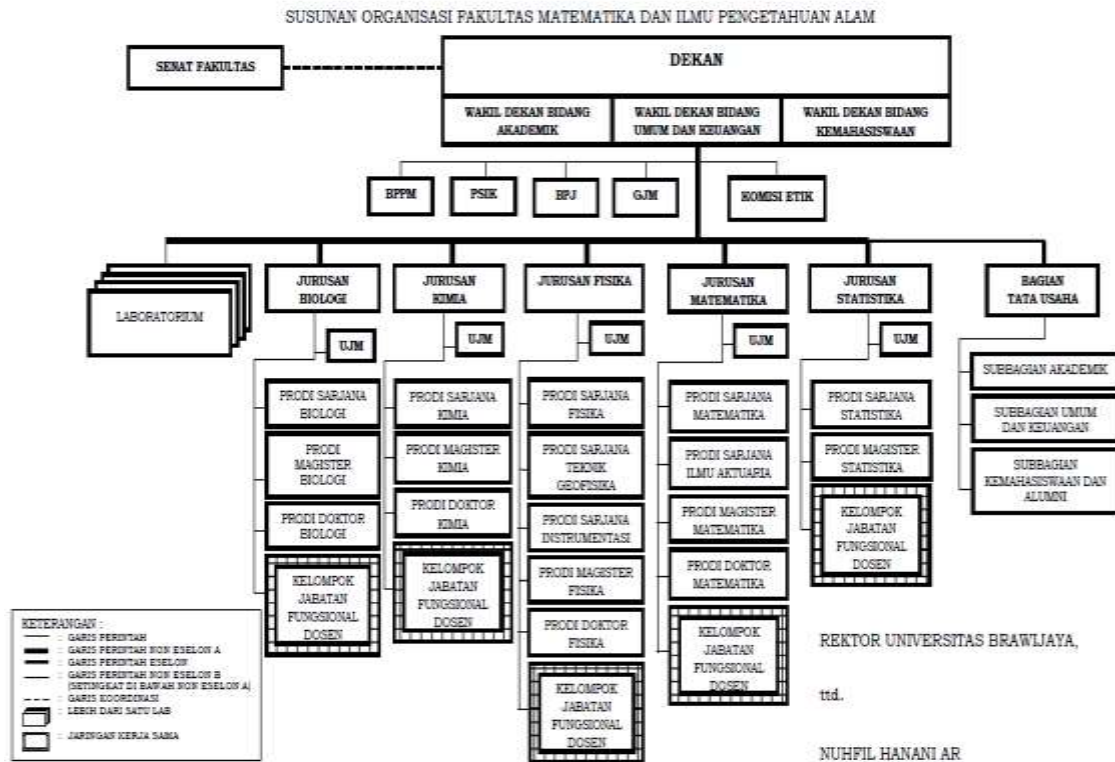 SUSUNAN ORGANISASI FAKULTAS MATEMATIKA DAN ILMU PENGETAHUAN ALAM
SENAT FAKULTAS
DEKAN
WAKIL DEKAN BIDANG
AKADEMIK
WAKIL DEKAN BIDANG
UMUM DAN KEUANGAN
WAKIL DEKAN BIDANG
KEMAHASISWAAN
BPPM
PSIK
BPJ
GJM
KOMISI ETIK
LABORATORIUM
JURUSAN
BIOLOGI
UJM
PRODI SARJANA
BIOLOGI
PRODI
MAGISTER
BIOLOGI
PRODI DOKTOR
BIOLOGI
KELOMPOK
JABATAN
FUNGSIONAL
DOSEN
JURUSAN
KIMIA
UJM
PRODI SARJANA
KIMIA
PRODI MAGISTER
KIMIA
PRODI DOKTOR
KIMIA
KELOMPOK
JABATAN
FUNGSIONAL
DOSEN
JURUSAN FISIKA
UJM
PRODI SARJANA
FISIKA
PRODI SARJANA
TEKNIK
GEOFISIKA
PRODI SARJANA
INSTRUMENTASI
PRODI MAGISTER
FISIKA
PRODI DOKTOR
FISIKA
KELOMPOK
JABATAN
FUNGSIONAL
DOSEN
JURUSAN
MATEMATIKA
UJM
PRODI SARJANA
MATEMATIKA
PRODI SARJANA
ILMU AKTUARIA
PRODI MAGISTER
MATEMATIKA
PRODI DOKTOR
MATEMATIKA
KELOMPOK
JABATAN
FUNGSIONAL
DOSEN
JURUSAN
STATISTIKA
UJM
PRODI SARJANA
STATISTIKA
PRODI MAGISTER
STATISTIKA
KELOMPOK
JABATAN
FUNGSIONAL
DOSEN
BAGIAN
TATA USAHA
SUBBAGIAN AKADEMIK
SUBBAGIAN UMUM
DAN KEUANGAN
SUBBAGIAN
KEMAHASISWAAN DAN
ALUMNI
KETERANGAN :
: GARIS PERINTAH
: GARIS PERINTAH NON ESELON A
: GARIS PERINTAH ESELON
: GARIS PERINTAH NON ESELON B
(SETINGKAT DI BAWAH NON ESELON A)
: GARIS KOORDINASI
: LEBIH DARI SATU LAB
: JARINGAN KERJA SAMA
REKTOR UNIVERSITAS BRAWIJAYA,
ttd.
NUHFIL HANANI AR